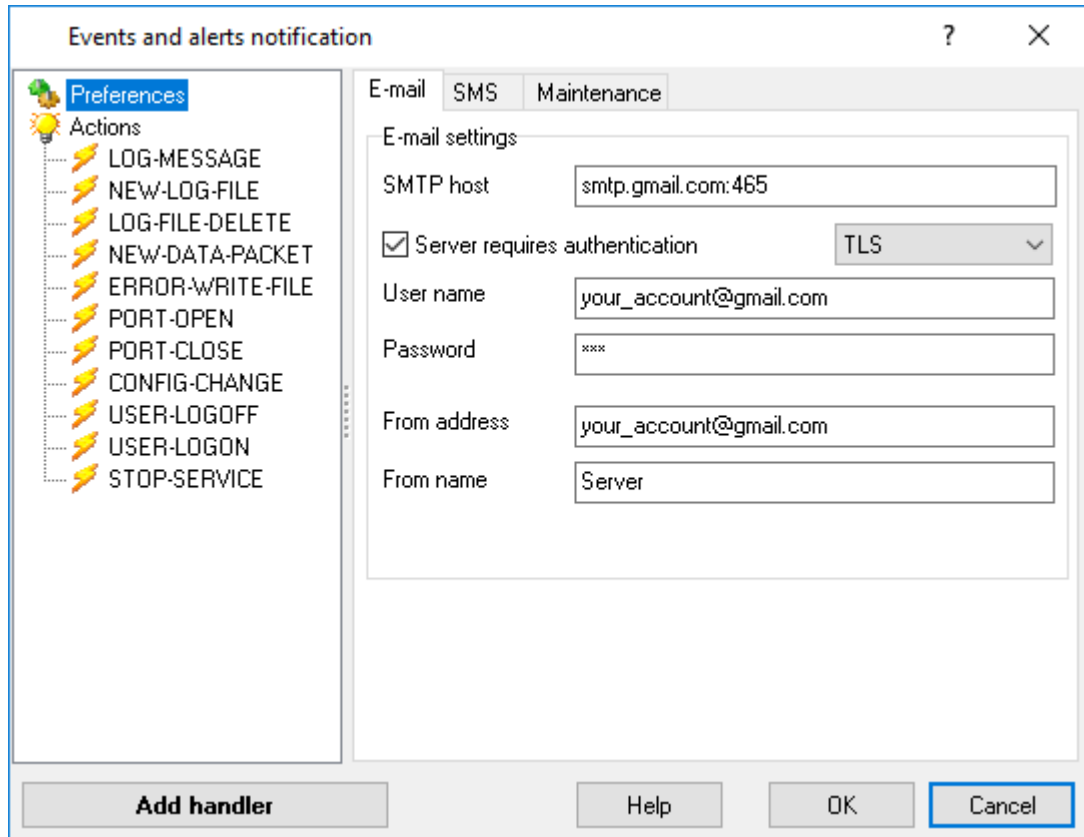 Events and alerts notification
?
Preferences
Actions
LOG-MESSAGE
NEW-LOG-FILE
LOG-FILE-DELETE
NEW-DATA-PACKET
ERROR-WRITE-FILE
PORT-OPEN
PORT-CLOSE
CONFIG-CHANGE
USER-LOGOFF
USER-LOGON
STOP-SERVICE
E-mail SMS Maintenance
E-mail settings
SMTP host smtp.gmail.com:465
Server requires authentication TLS
User name your_account@gmail.com
Password ***
From address your_account@gmail.com
From name Server
Add handler Help OK Cancel